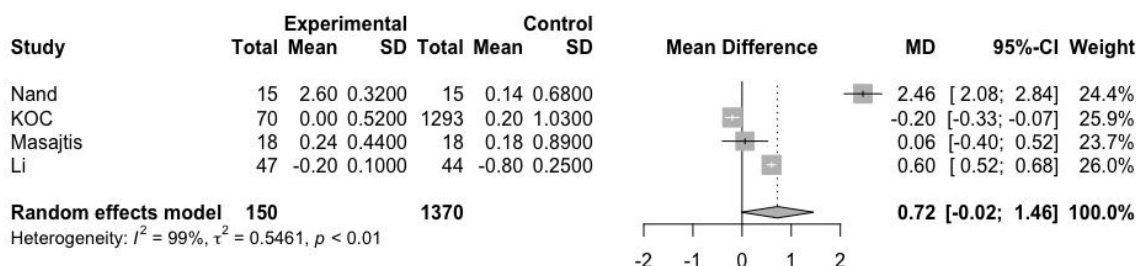 Experimental Control
Study Total Mean SD Total Mean SD Mean Difference MD 95%-CI Weight
Nand 15 2.60 0.3200 15 0.14 0.6800 2.46 [ 2.08; 2.84] 24.4%
KOC 70 0.00 0.5200 1293 0.20 1.0300 -0.20 [-0.33; -0.07] 25.9%
Masajtis 18 0.24 0.4400 18 0.18 0.8900 0.06 [-0.40; 0.52] 23.7%
Li 47 -0.20 0.1000 44 -0.80 0.2500 0.60 [ 0.52; 0.68] 26.0%
Random effects model 150 1370 0.72 [-0.02; 1.46] 100.0%
Heterogeneity: I² = 99%, τ² = 0.5461, p < 0.01
-2 -1 0 1 2